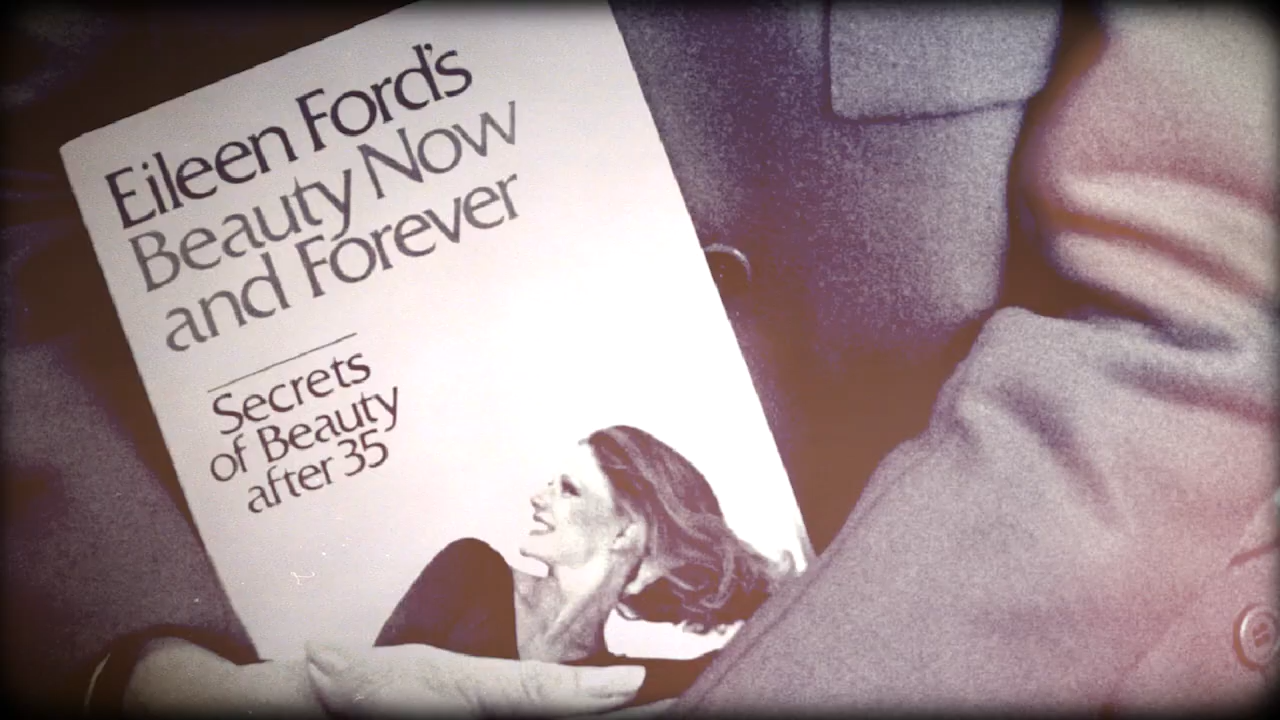 Eileen Ford's
Beauty Now
and Forever
Secrets
of Beauty
after 35